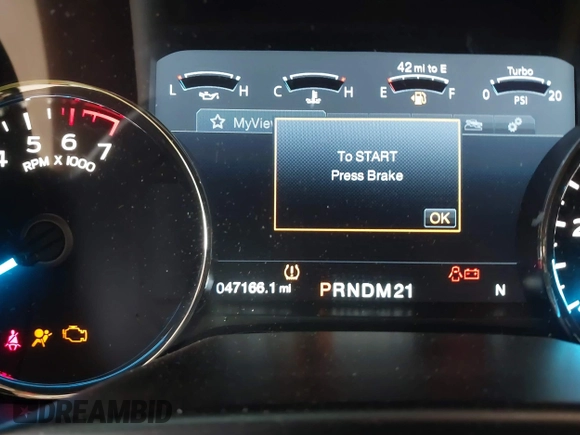 42 mi to E
Turbo
L H
C H
E F
0 PSI 20
MyView
To START
Press Brake
OK
4 5 6 7
RPM X 1000
047166.1 mi
PRNDM21
N
DREAMBID